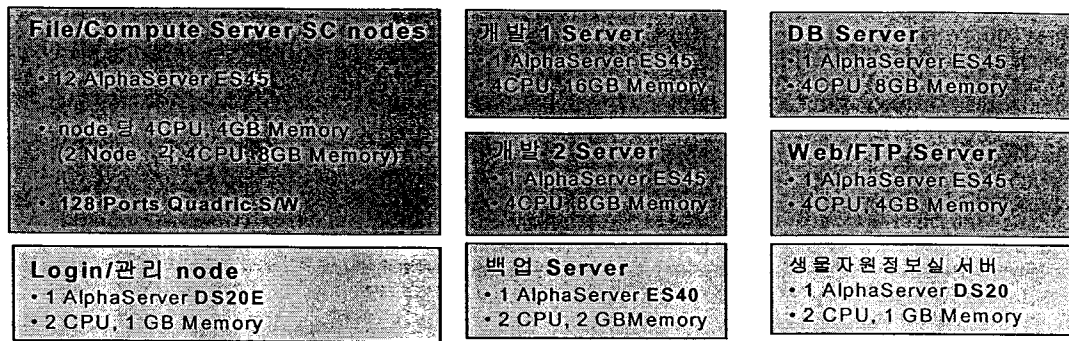 File/Compute Server SC nodes
• 12 AlphaServer ES45
• node 당 4CPU, 4GB Memory
(2 Node : 각 4CPU, 8GB Memory)
• 128 Ports Quadric S/W
Login/관리 node
• 1 AlphaServer DS20E
• 2 CPU, 1 GB Memory
개발 1 Server
• 1 AlphaServer ES45
• 4CPU, 16GB Memory
개발 2 Server
• 1 AlphaServer ES45
• 4CPU, 8GB Memory
백업 Server
• 1 AlphaServer ES40
• 2 CPU, 2 GBMemory
DB Server
• 1 AlphaServer ES45
• 4CPU, 8GB Memory
Web/FTP Server
• 1 AlphaServer ES45
• 4CPU, 4GB Memory
생물자원정보실 서버
• 1 AlphaServer DS20
• 2 CPU, 1 GB Memory